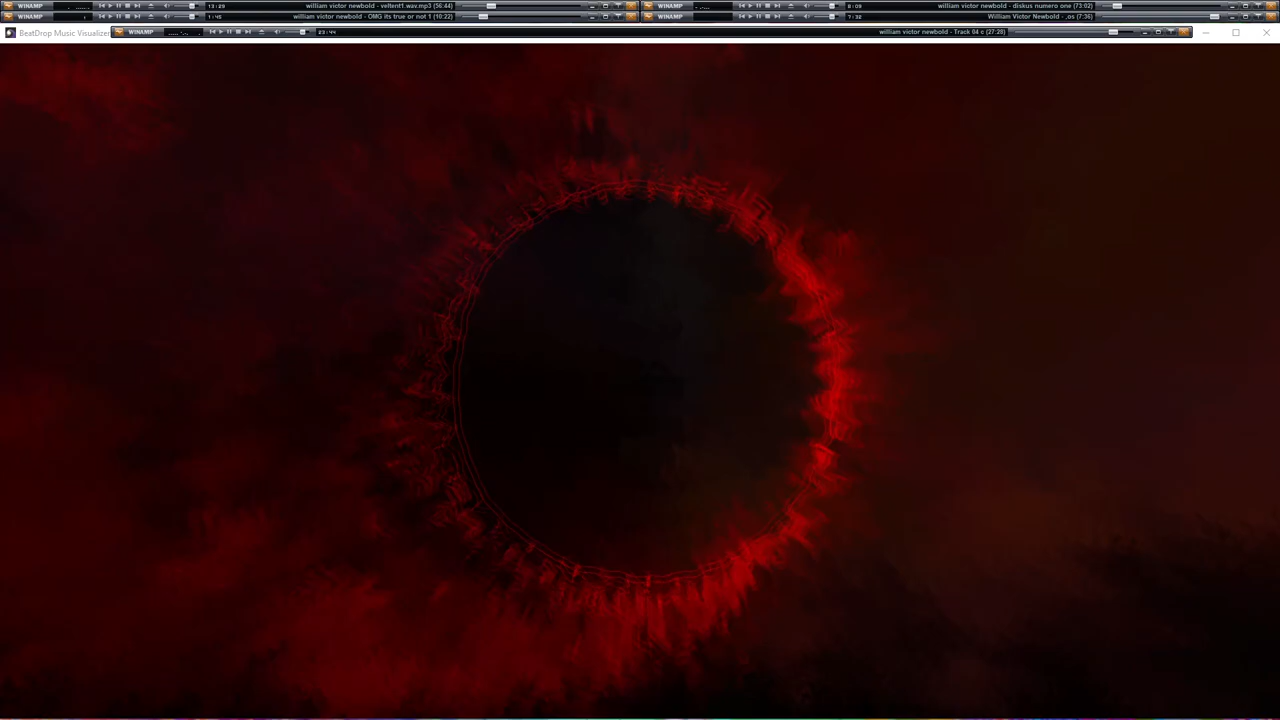 WINAMP 13:29 william victor newbold - veltent1.wav.mp3 (56:44)
WINAMP 8:09 william victor newbold - diskus numero one (73:02)
WINAMP 1:45 william victor newbold - OMG its true or not 1 (10:22)
WINAMP 7:32 William Victor Newbold - ,os (7:36)
BeatDrop Music Visualizer
WINAMP 23:44 william victor newbold - Track 04 c (27:28)